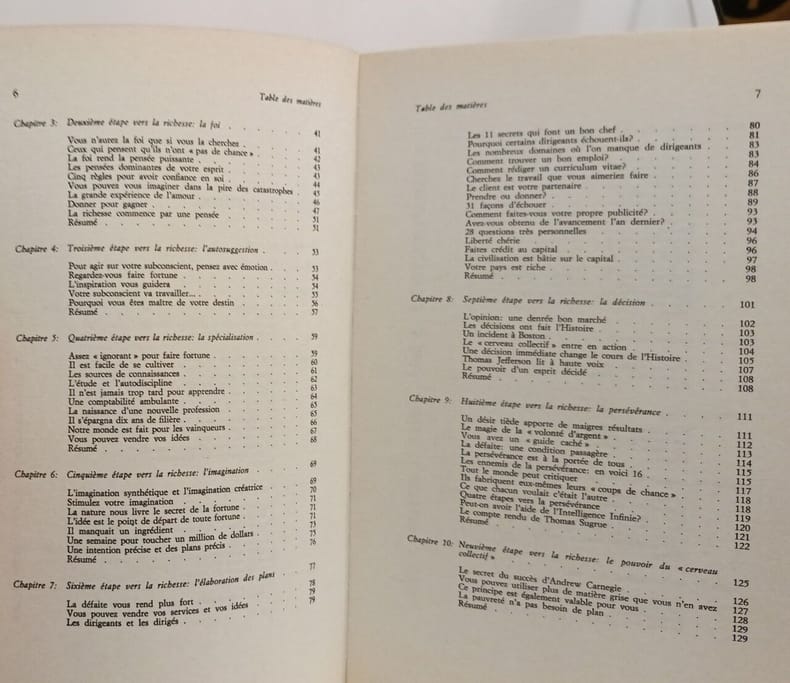 6
Table des matières
Chapitre 3: Deuxième étape vers la richesse: la foi . . . . . 41
Vous n'aurez la foi que si vous la cherches . . . . . 41
Ceux qui pensent qu'ils n'ont « pas de chance » . . . . . 41
La foi rend la pensée puissante . . . . . 42
Les pensées dominantes de votre esprit . . . . . 43
Cinq règles pour avoir confiance en soi . . . . . 43
Vous pouvez vous imaginer dans la pire des catastrophes 44
La grande expérience de l'amour . . . . . 45
Donner pour gagner . . . . . 46
La richesse commence par une pensée . . . . . 47
Résumé . . . . . 51
Chapitre 4: Troisième étape vers la richesse: l'autosuggestion . 53
Pour agir sur votre subconscient, pensez avec émotion . 53
Regardez-vous faire fortune . . . . . 54
L'inspiration vous guidera . . . . . 54
Votre subconscient va travailler... . . . . . 55
Pourquoi vous êtes maître de votre destin . . . . . 56
Résumé . . . . . 57
Chapitre 5: Quatrième étape vers la richesse: la spécialisation . 59
Assez « ignorant » pour faire fortune . . . . . 59
Il est facile de se cultiver . . . . . 60
Les sources de connaissances . . . . . 61
L'étude et l'autodiscipline . . . . . 62
Il n'est jamais trop tard pour apprendre . . . . . 63
Une comptabilité ambulante . . . . . 64
La naissance d'une nouvelle profession . . . . . 65
Il s'épargna dix ans de filière . . . . . 65
Notre monde est fait pour les vainqueurs . . . . . 67
Vous pouvez vendre vos idées . . . . . 68
Résumé
Chapitre 6: Cinquième étape vers la richesse: l'imagination . 69
L'imagination synthétique et l'imagination créatrice 69
Stimulez votre imagination . . . . . 70
La nature nous livre le secret de la fortune . . . . . 71
L'idée est le point de départ de toute fortune . . . . . 71
Il manquait un ingrédient . . . . . 71
Une semaine pour toucher un million de dollars . . . . . 73
Une intention précise et des plans précis . . . . . 75
Résumé . . . . . 76
Chapitre 7: Sixième étape vers la richesse: l'élaboration des plans 77
La défaite vous rend plus fort . . . . . 78
Vous pouvez vendre vos services et vos idées . . . . . 79
Les dirigeants et les dirigés . . . . . 79
Table des matières
7
Les 11 secrets qui font un bon chef . . . . . 80
Pourquoi certains dirigeants échouent-ils? . . . . . 81
Les nombreux domaines où l'on manque de dirigeants 83
Comment trouver un bon emploi? . . . . . 83
Comment rédiger un curriculum vitae? . . . . . 84
Cherches le travail que vous aimeriez faire . . . . . 86
Le client est votre partenaire . . . . . 87
Prendre ou donner? . . . . . 88
31 façons d'échouer . . . . . 89
Comment faites-vous votre propre publicité? . . . . . 93
Avez-vous obtenu de l'avancement l'an dernier? . . . . . 93
28 questions très personnelles . . . . . 94
Liberté chérie . . . . . 96
Faites crédit au capital . . . . . 96
La civilisation est bâtie sur le capital . . . . . 97
Votre pays est riche . . . . . 98
Résumé . . . . . 98
Chapitre 8: Septième étape vers la richesse: la décision . . . . . 101
L'opinion: une denrée bon marché . . . . . 102
Les décisions ont fait l'Histoire . . . . . 103
Un incident à Boston . . . . . 103
Le « cerveau collectif » entre en action . . . . . 104
Une décision immédiate change le cours de l'Histoire . 105
Thomas Jefferson lit à haute voix . . . . . 107
Le pouvoir d'un esprit décidé . . . . . 108
Résumé . . . . . 108
Chapitre 9: Huitième étape vers la richesse: la persévérance . . . . . 111
Un désir tiède apporte de maigres résultats . . . . . 111
Le magie de la « volonté d'argent » . . . . . 112
Vous avez un « guide caché » . . . . . 113
La défaite: une condition passagère . . . . . 114
La persévérance est à la portée de tous . . . . . 115
Les ennemis de la persévérance: en voici 16 . . . . . 115
Tout le monde peut critiquer . . . . . 117
Ils fabriquent eux-mêmes leurs « coups de chance » . 118
Ce que chacun voulait c'était l'autre . . . . . 118
Quatre étapes vers la persévérance . . . . . 119
Peut-on avoir l'aide de l'Intelligence Infinie? . . . . . 120
Le compte rendu de Thomas Sugrue . . . . . 121
Résumé . . . . . 122
Chapitre 10: Neuvième étape vers la richesse: le pouvoir du « cerveau
collectif » . . . . . 125
Le secret du succès d'Andrew Carnegie . . . . . 126
Vous pouvez utiliser plus de matière grise que vous n'en avez 127
Ce principe est également valable pour vous . . . . . 128
La pauvreté n'a pas besoin de plan . . . . . 129
Résumé . . . . . 129